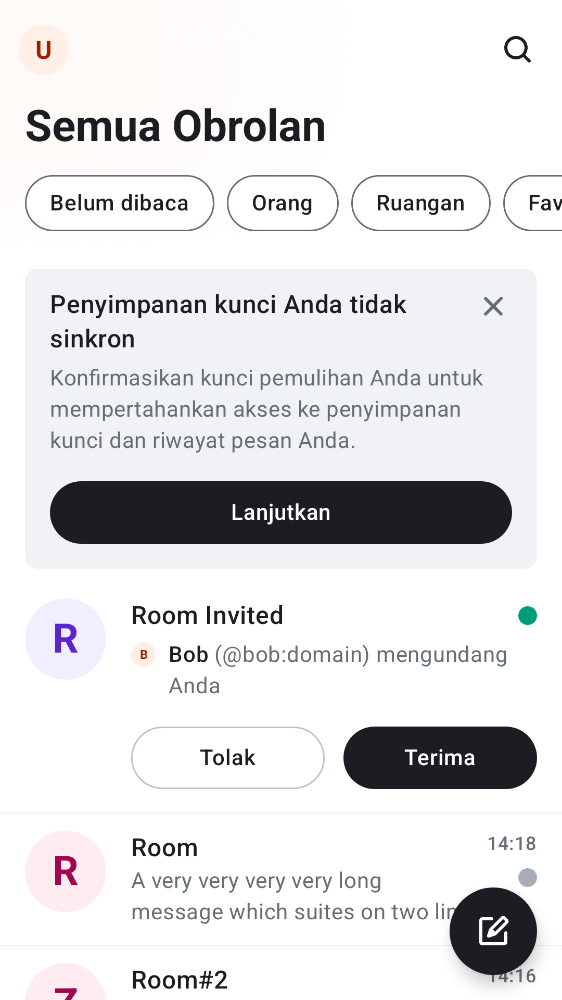 U
Semua Obrolan
Belum dibaca
Orang
Ruangan
Fav
Penyimpanan kunci Anda tidak
sinkron
Konfirmasikan kunci pemulihan Anda untuk
mempertahankan akses ke penyimpanan
kunci dan riwayat pesan Anda.
Lanjutkan
R
Room Invited
B
Bob (@bob:domain) mengundang
Anda
Tolak
Terima
R
Room
14:18
A very very very very long
message which suites on two lin
Z
Room#2
14:16